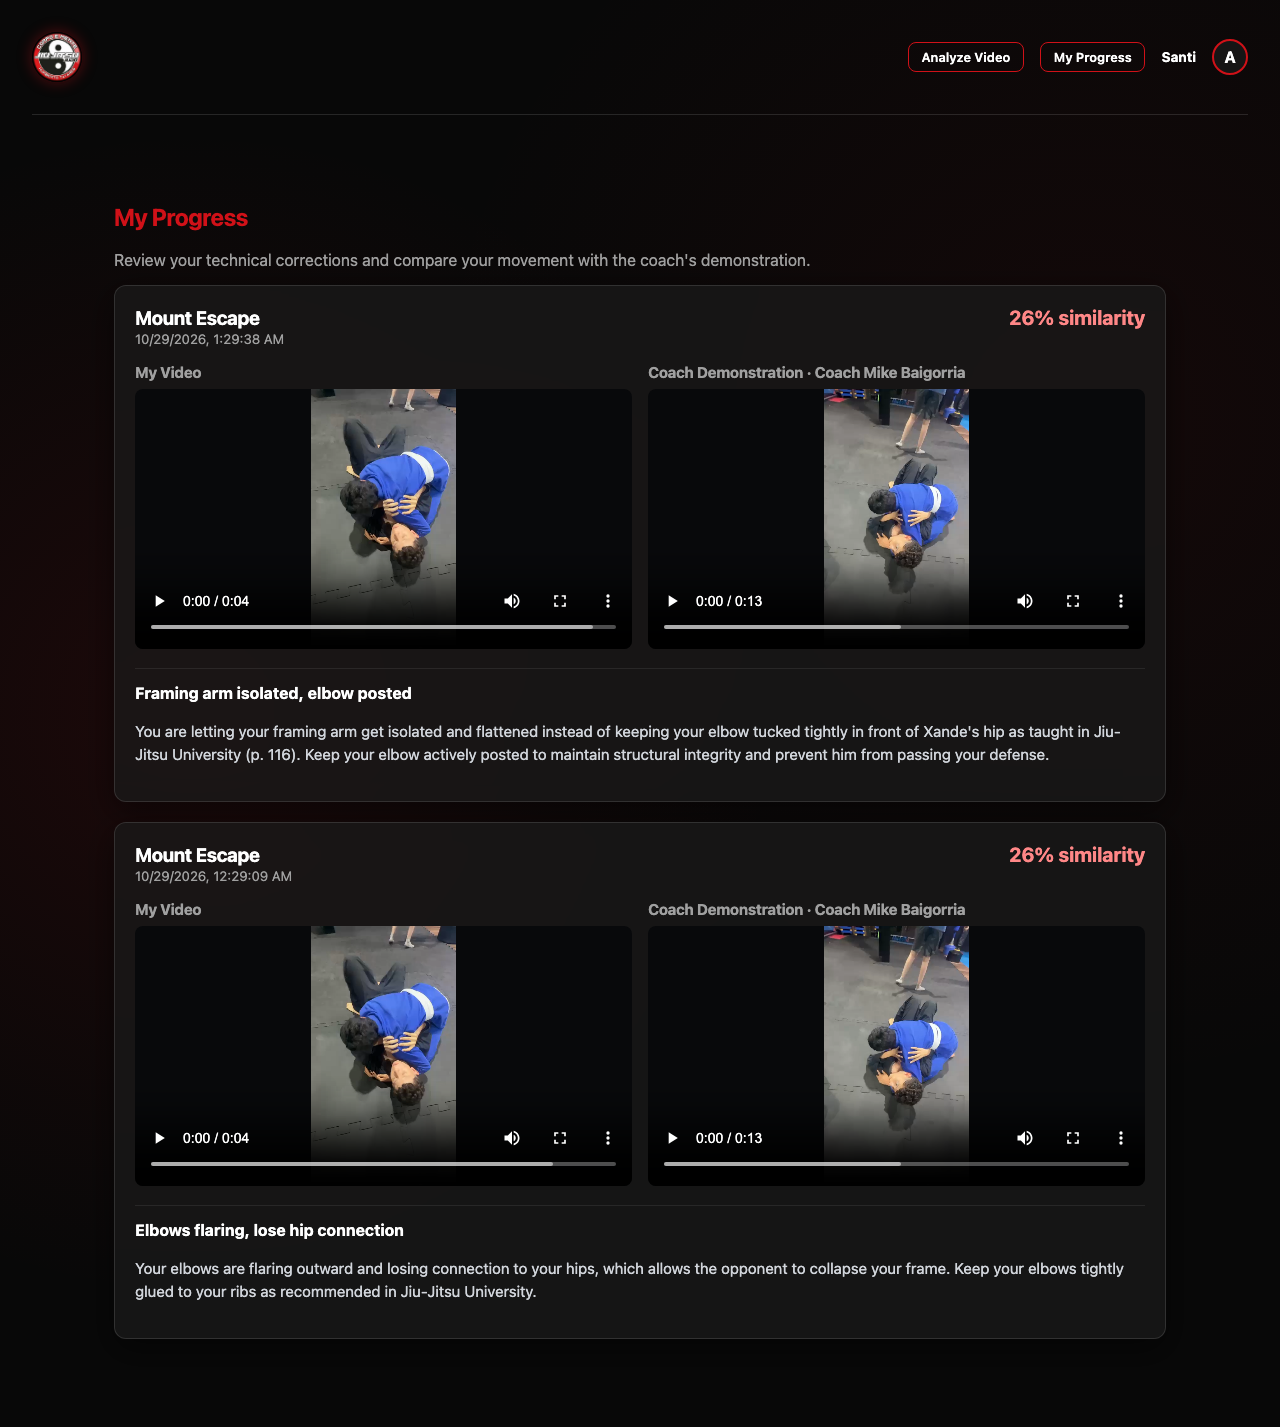 JIU-JITSU
Analyze Video
My Progress
Santi
A
My Progress
Review your technical corrections and compare your movement with the coach's demonstration.
Mount Escape
26% similarity
10/29/2026, 1:29:38 AM
My Video
Coach Demonstration · Coach Mike Baigorria
0:00 / 0:04
0:00 / 0:13
Framing arm isolated, elbow posted
You are letting your framing arm get isolated and flattened instead of keeping your elbow tucked tightly in front of Xande's hip as taught in Jiu-
Jitsu University (p. 116). Keep your elbow actively posted to maintain structural integrity and prevent him from passing your defense.
Mount Escape
26% similarity
10/29/2026, 12:29:09 AM
My Video
Coach Demonstration · Coach Mike Baigorria
0:00 / 0:04
0:00 / 0:13
Elbows flaring, lose hip connection
Your elbows are flaring outward and losing connection to your hips, which allows the opponent to collapse your frame. Keep your elbows tightly
glued to your ribs as recommended in Jiu-Jitsu University.